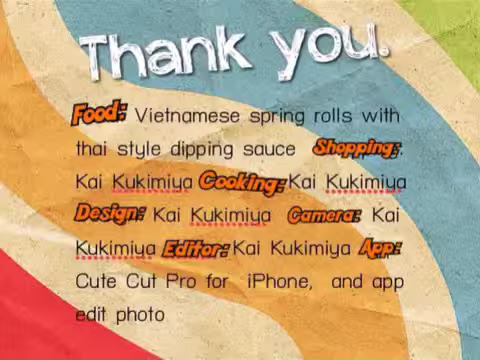 Thank you.
Food: Vietnamese spring rolls with
thai style dipping sauce Shopping:
Kai Kukimiya Cooking: Kai Kukimiya
Design: Kai Kukimiya Camera: Kai
Kukimiya Editor: Kai Kukimiya App:
Cute Cut Pro for iPhone, and app
edit photo